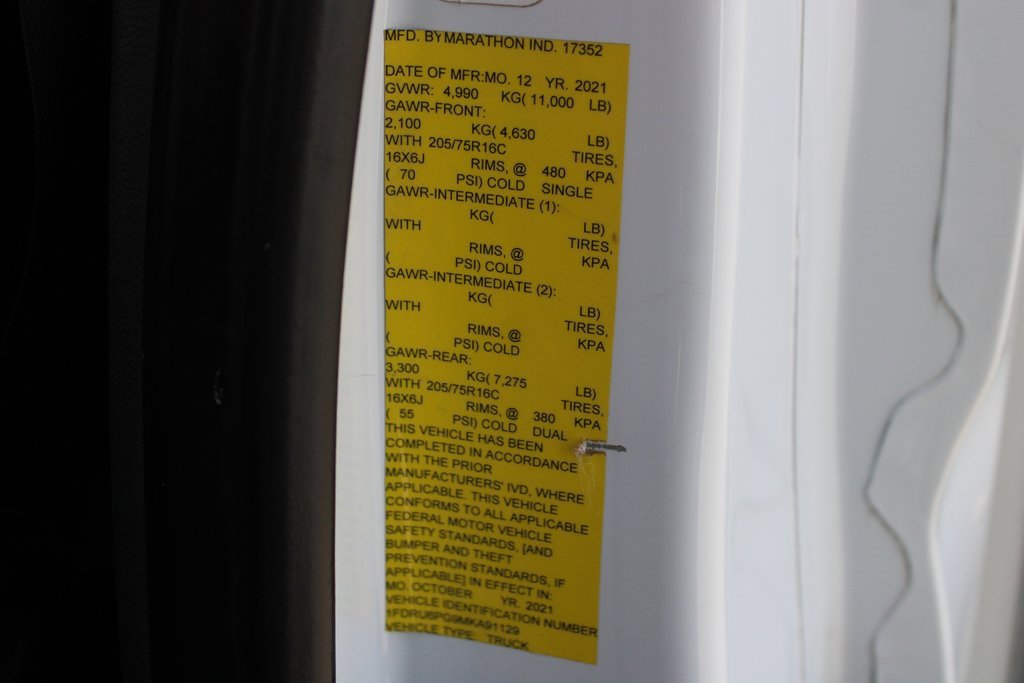 MFD. BY MARATHON IND. 17352
DATE OF MFR:MO. 12 YR. 2021
GVWR: 4,990 KG( 11,000 LB)
GAWR-FRONT:
2,100 KG( 4,630 LB)
WITH 205/75R16C TIRES,
16X6J RIMS, @ 480 KPA
( 70 PSI) COLD SINGLE
GAWR-INTERMEDIATE (1):
KG( LB)
WITH TIRES,
RIMS, @ KPA
( PSI) COLD
GAWR-INTERMEDIATE (2):
KG( LB)
WITH TIRES,
RIMS, @ KPA
( PSI) COLD
GAWR-REAR:
3,300 KG( 7,275 LB)
WITH 205/75R16C TIRES,
16X6J RIMS, @ 380 KPA
( 55 PSI) COLD DUAL
THIS VEHICLE HAS BEEN
COMPLETED IN ACCORDANCE
WITH THE PRIOR
MANUFACTURERS' IVD, WHERE
APPLICABLE. THIS VEHICLE
CONFORMS TO ALL APPLICABLE
FEDERAL MOTOR VEHICLE
SAFETY STANDARDS, [AND
BUMPER AND THEFT
PREVENTION STANDARDS, IF
APPLICABLE] IN EFFECT IN:
MO. OCTOBER YR. 2021
VEHICLE IDENTIFICATION NUMBER
1FDRU6PG9MKA91129
VEHICLE TYPE: TRUCK